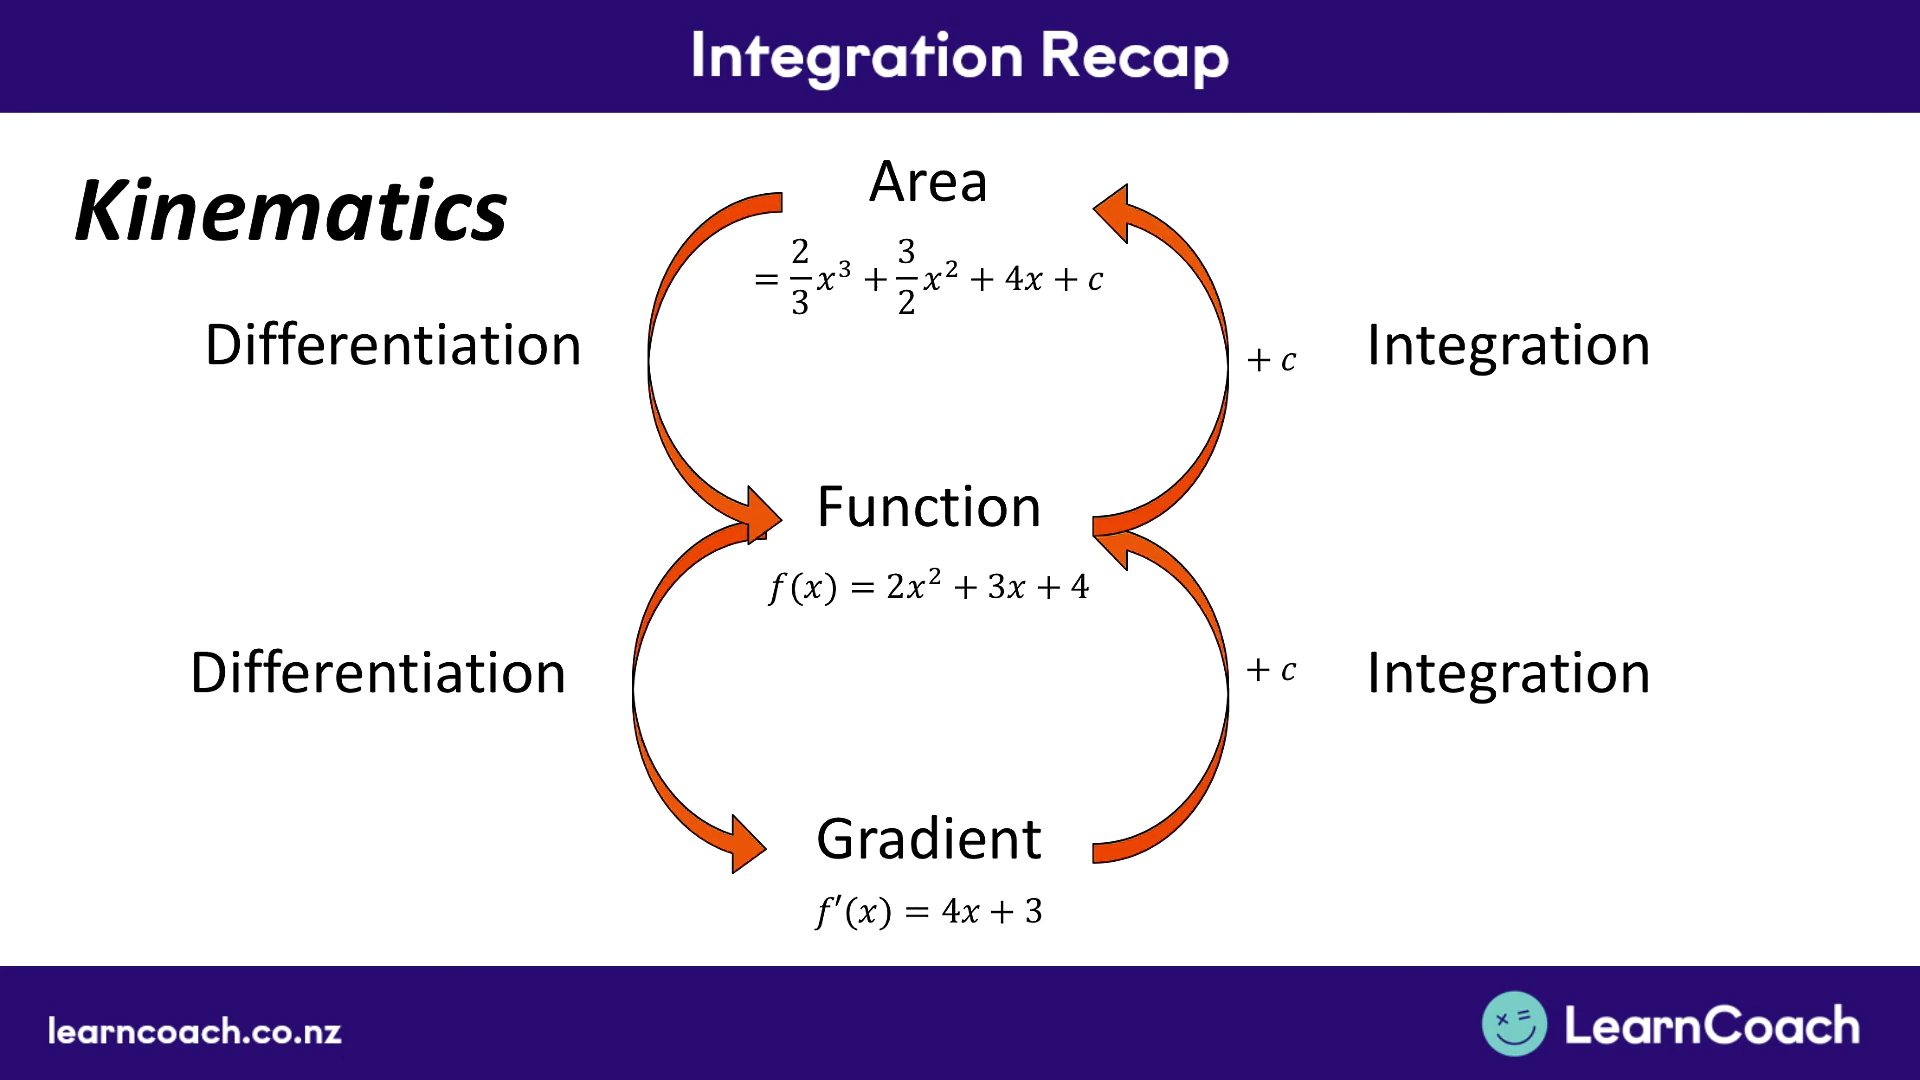 Integration Recap
Kinematics
Area
= 2/3 x³ + 3/2 x² + 4x + c
Differentiation
+ c
Integration
Function
f(x) = 2x² + 3x + 4
Differentiation
+ c
Integration
Gradient
f′(x) = 4x + 3
learncoach.co.nz
x =
LearnCoach